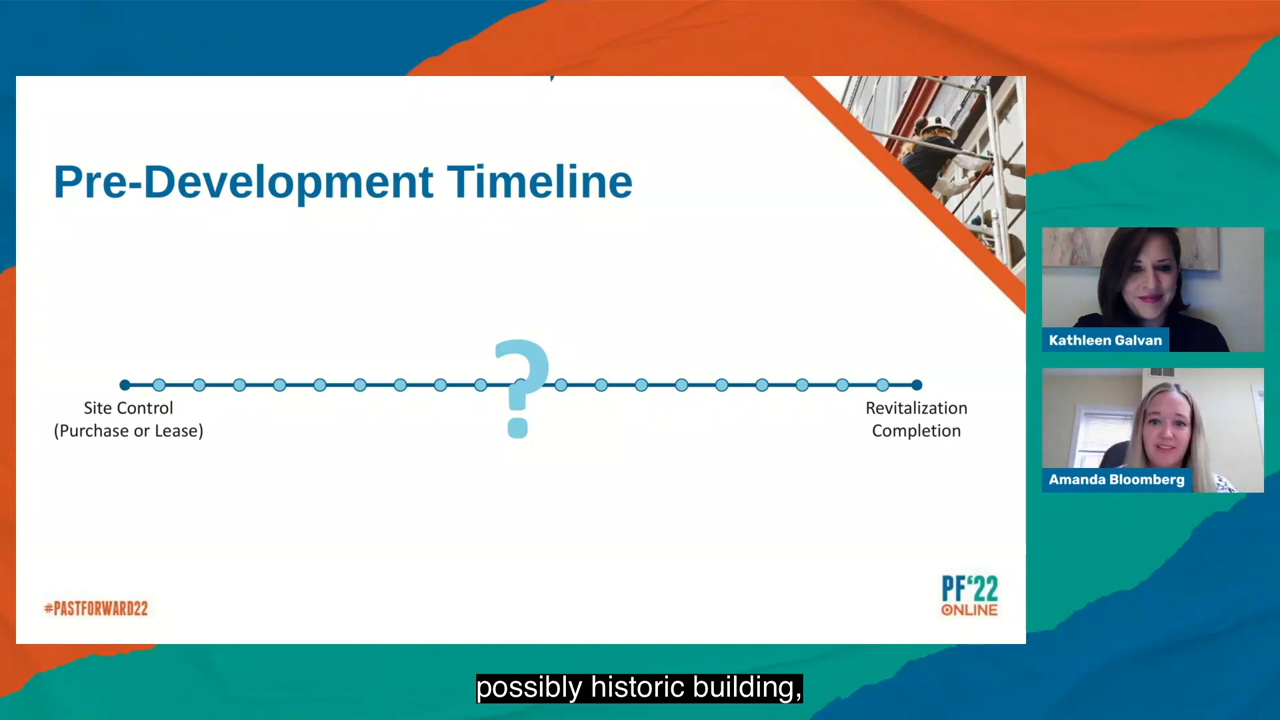 Pre-Development Timeline
?
Site Control
(Purchase or Lease)
Revitalization
Completion
#PASTFORWARD22
PF'22
ONLINE
Kathleen Galvan
Amanda Bloomberg
possibly historic building,